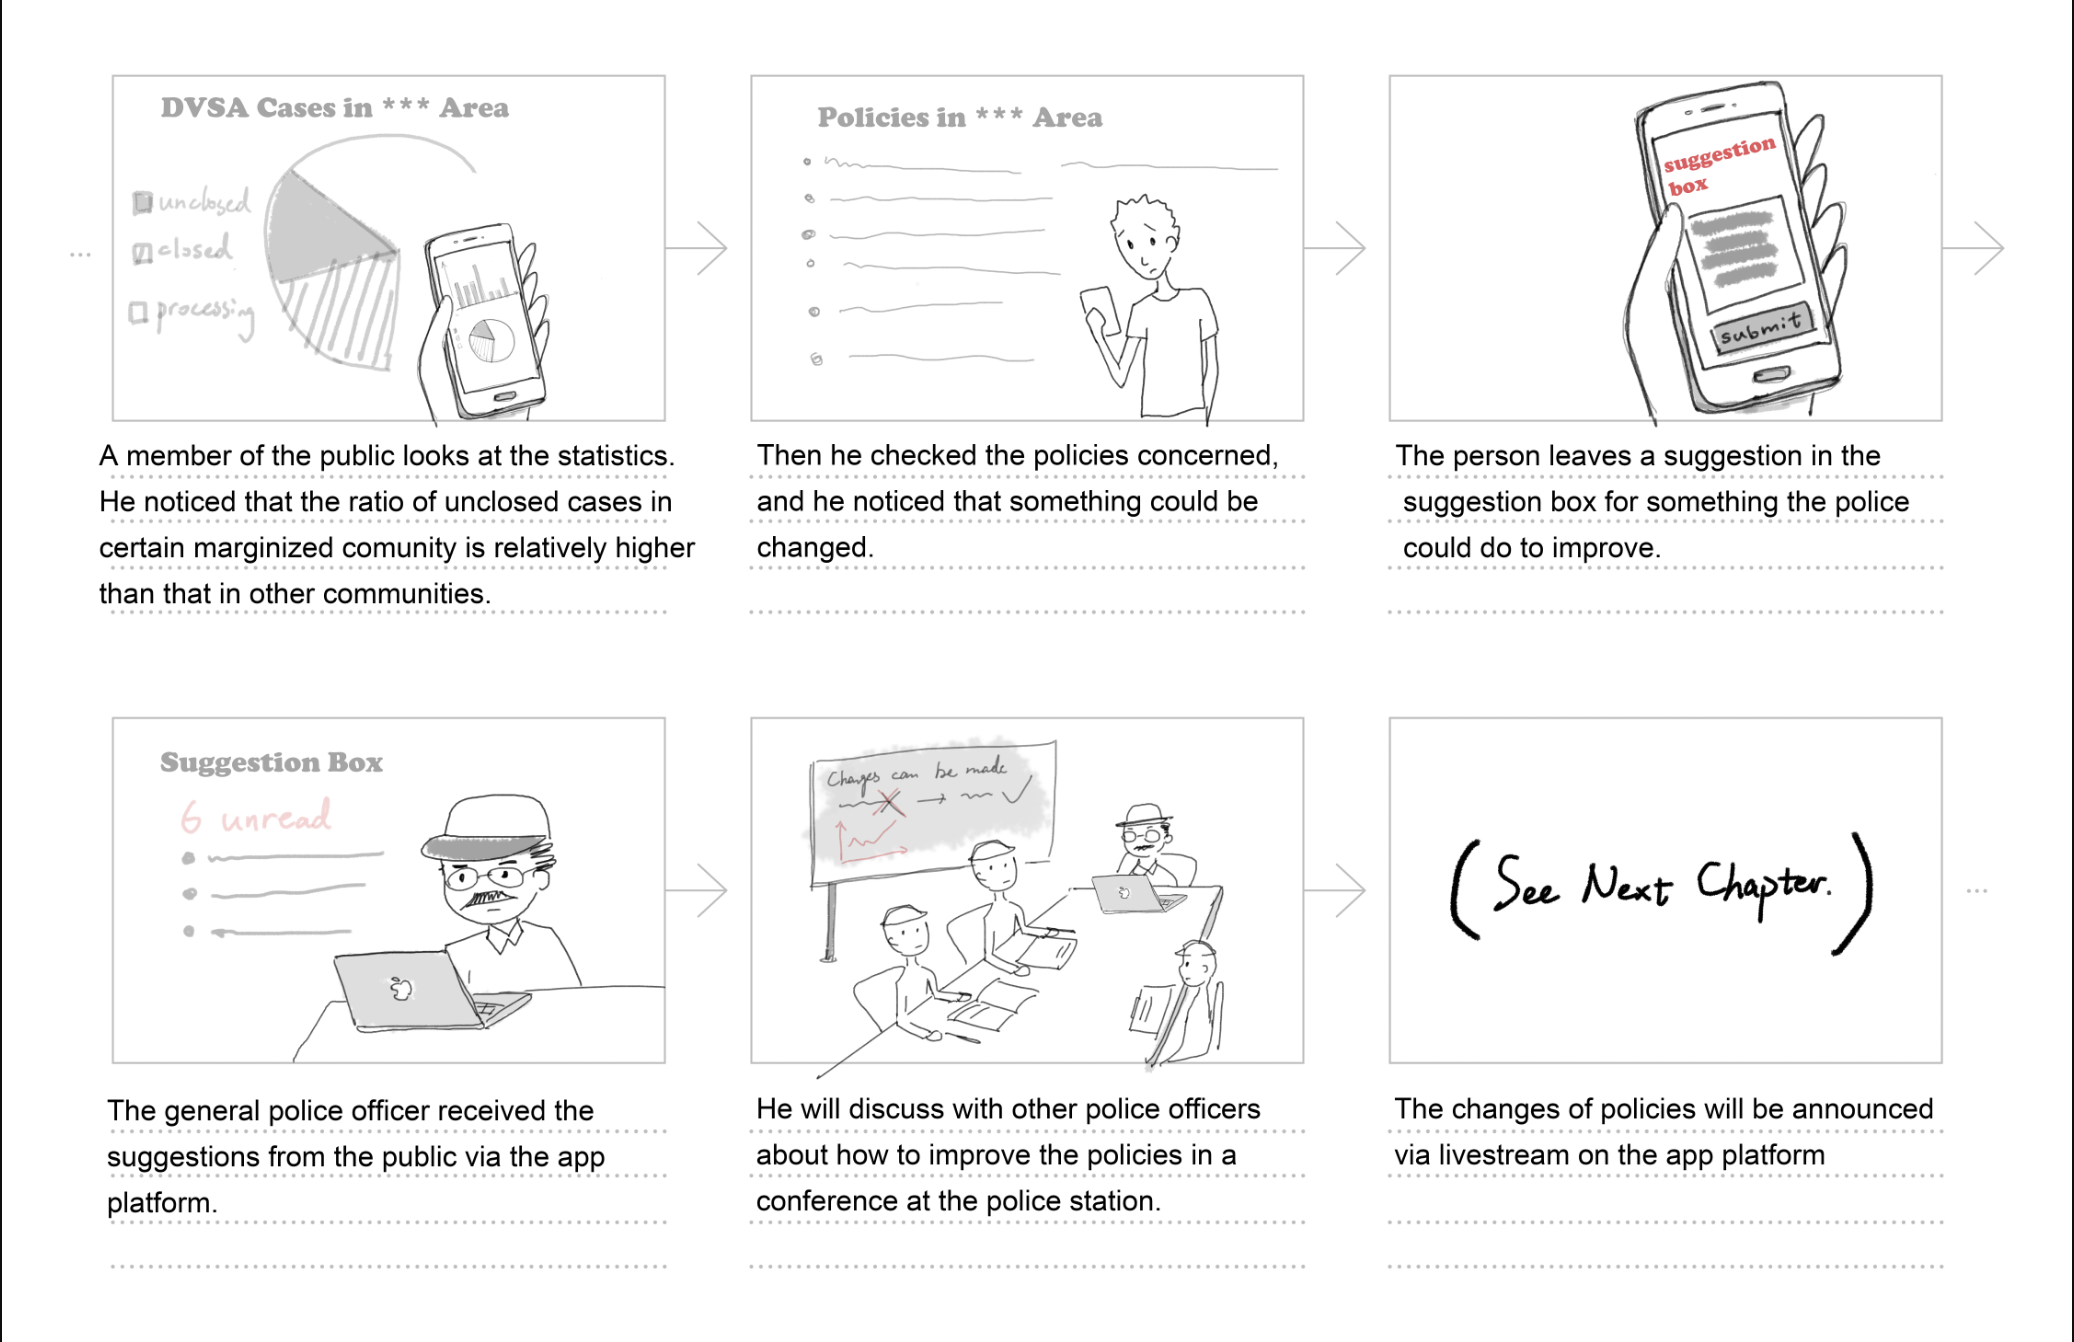 DVSA Cases in *** Area
unclosed
closed
processing
...
A member of the public looks at the statistics.
He noticed that the ratio of unclosed cases in
certain marginized comunity is relatively higher
than that in other communities.
Policies in *** Area
Then he checked the policies concerned,
and he noticed that something could be
changed.
suggestion
box
submit
The person leaves a suggestion in the
suggestion box for something the police
could do to improve.
Suggestion Box
6 unread
The general police officer received the
suggestions from the public via the app
platform.
Changes can be made
He will discuss with other police officers
about how to improve the policies in a
conference at the police station.
(See Next Chapter.)
...
The changes of policies will be announced
via livestream on the app platform